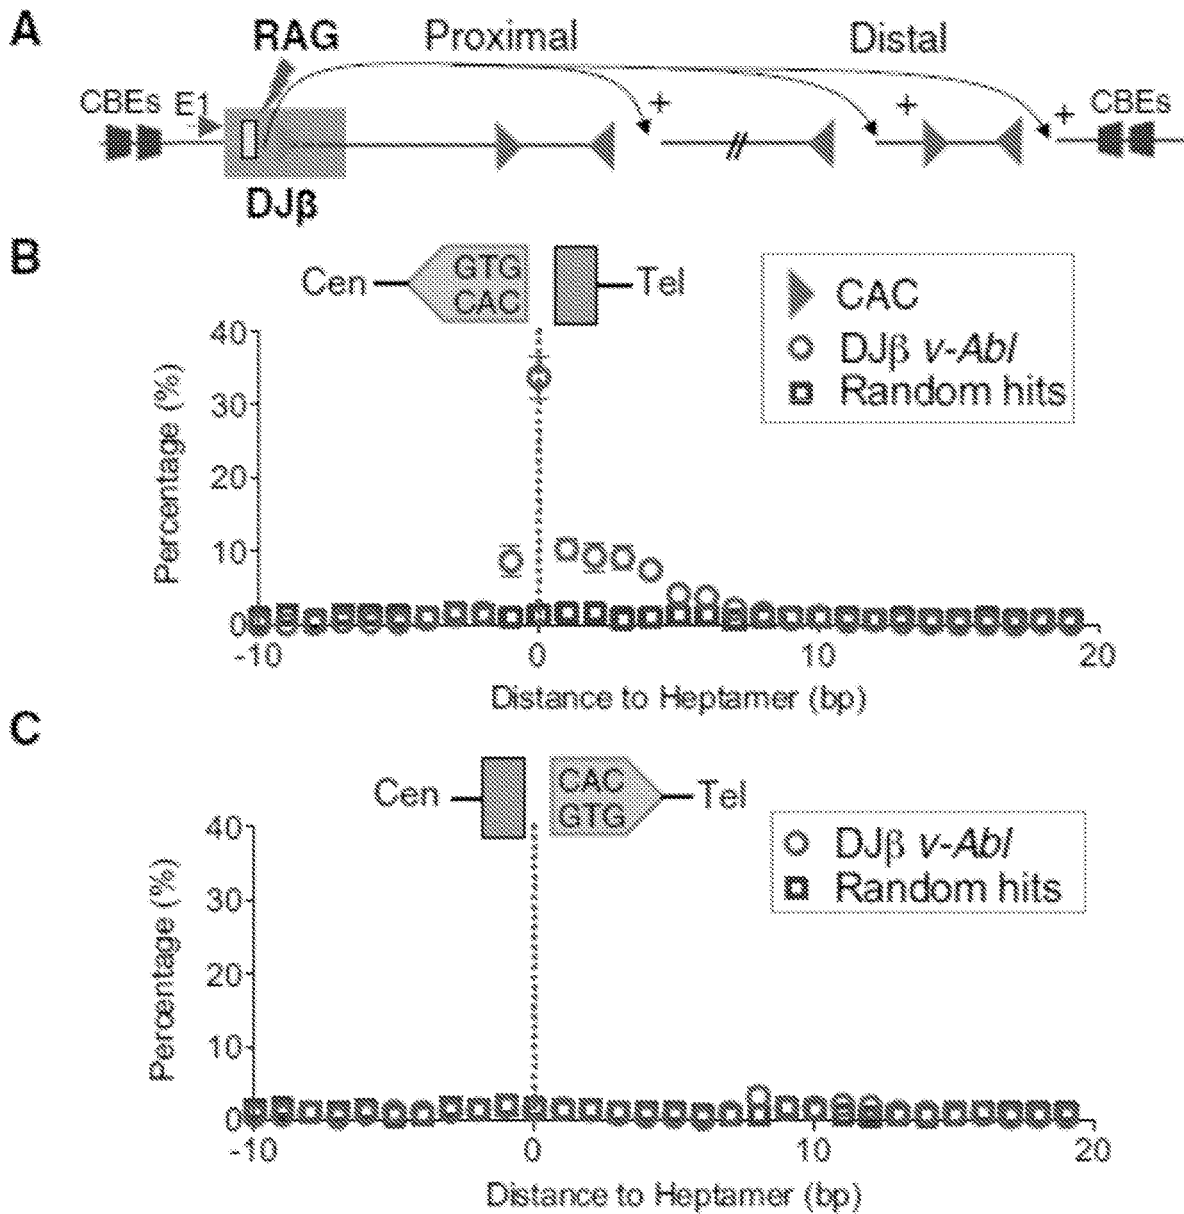 A
RAG
Proximal
Distal
CBEs E1
+
+
+
CBEs
DJβ
B
Cen
GTG
CAC
Tel
CAC
DJβ v-Abl
Random hits
Percentage (%)
40
30
20
10
0
-10
0
10
20
Distance to Heptamer (bp)
C
Cen
CAC
GTG
Tel
DJβ v-Abl
Random hits
Percentage (%)
40
30
20
10
0
-10
0
10
20
Distance to Heptamer (bp)